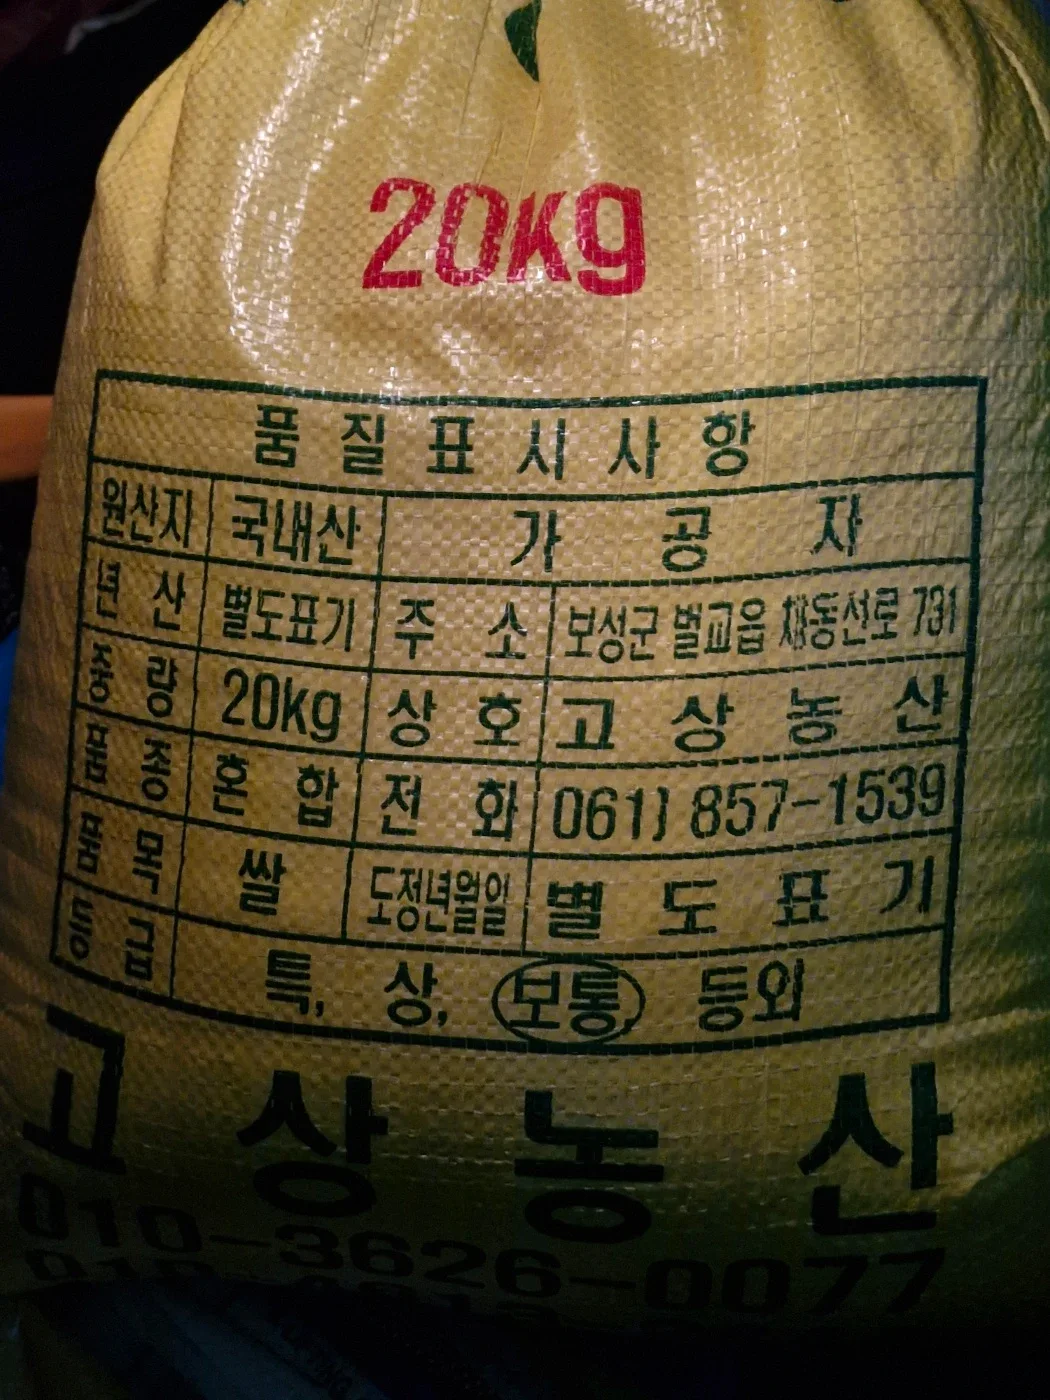 20kg
품질표시사항
원산지 국내산 가공자
년산 별도표기 주소 보성군 벌교읍 채동선로 731
중량 20kg 상호 고상농산
품종 혼합 전화 061) 857-1539
품목 쌀 도정년월일 별도표기
등급 특, 상, 보통, 등외
고상농산
010-3626-0077